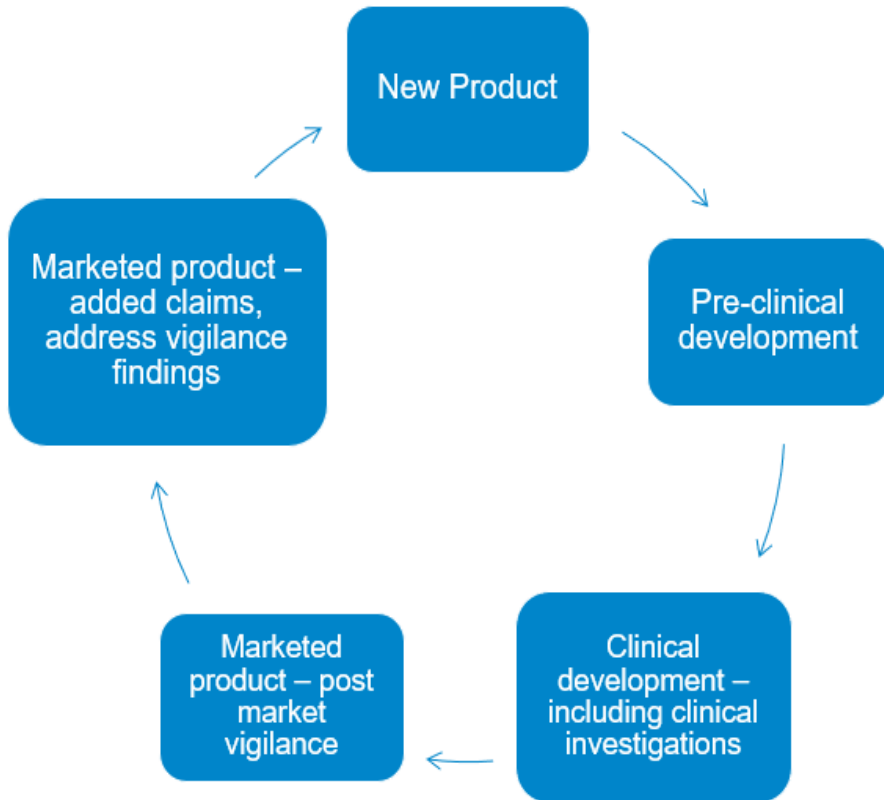 New Product
Pre-clinical
development
Clinical
development –
including clinical
investigations
Marketed
product – post
market
vigilance
Marketed product –
added claims,
address vigilance
findings